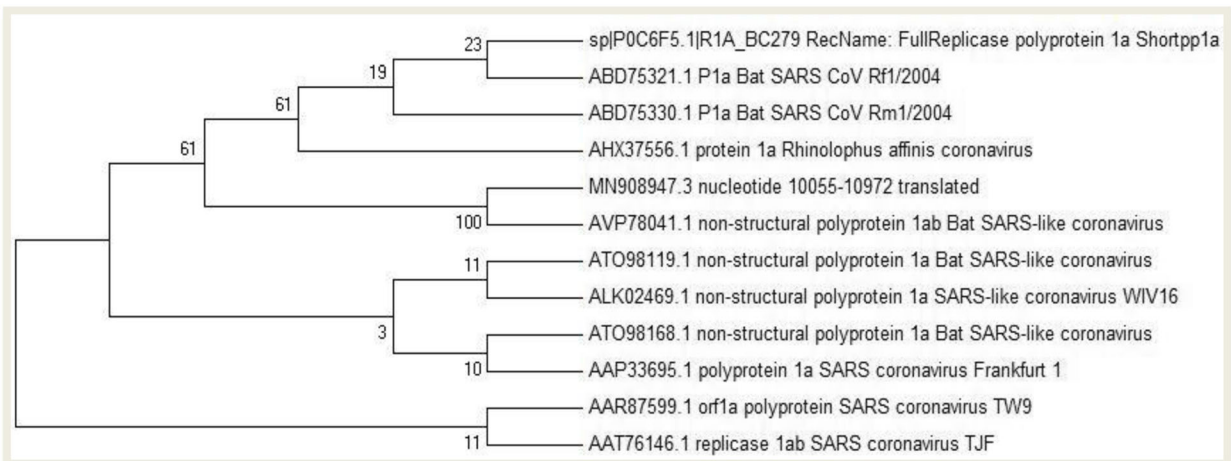 sp|P0C6F5.1|R1A_BC279 RecName: FullReplicase polyprotein 1a Shortpp1a
23
ABD75321.1 P1a Bat SARS CoV Rf1/2004
19
ABD75330.1 P1a Bat SARS CoV Rm1/2004
61
AHX37556.1 protein 1a Rhinolophus affinis coronavirus
61
MN908947.3 nucleotide 10055-10972 translated
100
AVP78041.1 non-structural polyprotein 1ab Bat SARS-like coronavirus
ATO98119.1 non-structural polyprotein 1a Bat SARS-like coronavirus
11
ALK02469.1 non-structural polyprotein 1a SARS-like coronavirus WIV16
3
ATO98168.1 non-structural polyprotein 1a Bat SARS-like coronavirus
10
AAP33695.1 polyprotein 1a SARS coronavirus Frankfurt 1
AAR87599.1 orf1a polyprotein SARS coronavirus TW9
11
AAT76146.1 replicase 1ab SARS coronavirus TJF